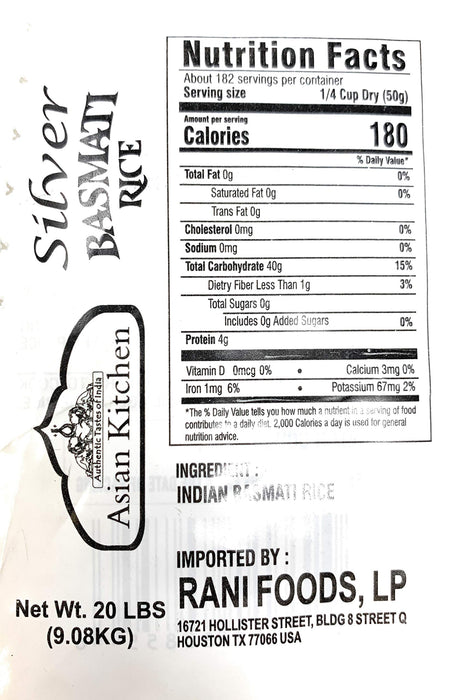 Silver
BASMATI
RICE
Authentic Tastes of India
Asian Kitchen
Net Wt. 20 LBS
(9.08KG)
Nutrition Facts
About 182 servings per container
Serving size 1/4 Cup Dry (50g)
Amount per serving
Calories 180
% Daily Value*
Total Fat 0g 0%
Saturated Fat 0g 0%
Trans Fat 0g
Cholesterol 0mg 0%
Sodium 0mg 0%
Total Carbohydrate 40g 15%
Dietry Fiber Less Than 1g 3%
Total Sugars 0g
Includes 0g Added Sugars 0%
Protein 4g
Vitamin D 0mcg 0% • Calcium 3mg 0%
Iron 1mg 6% • Potassium 67mg 2%
*The % Daily Value tells you how much a nutrient in a serving of food
contributes to a daily diet. 2,000 Calories a day is used for general
nutrition advice.
INGREDIENT :
INDIAN BASMATI RICE
IMPORTED BY :
RANI FOODS, LP
16721 HOLLISTER STREET, BLDG 8 STREET Q
HOUSTON TX 77066 USA